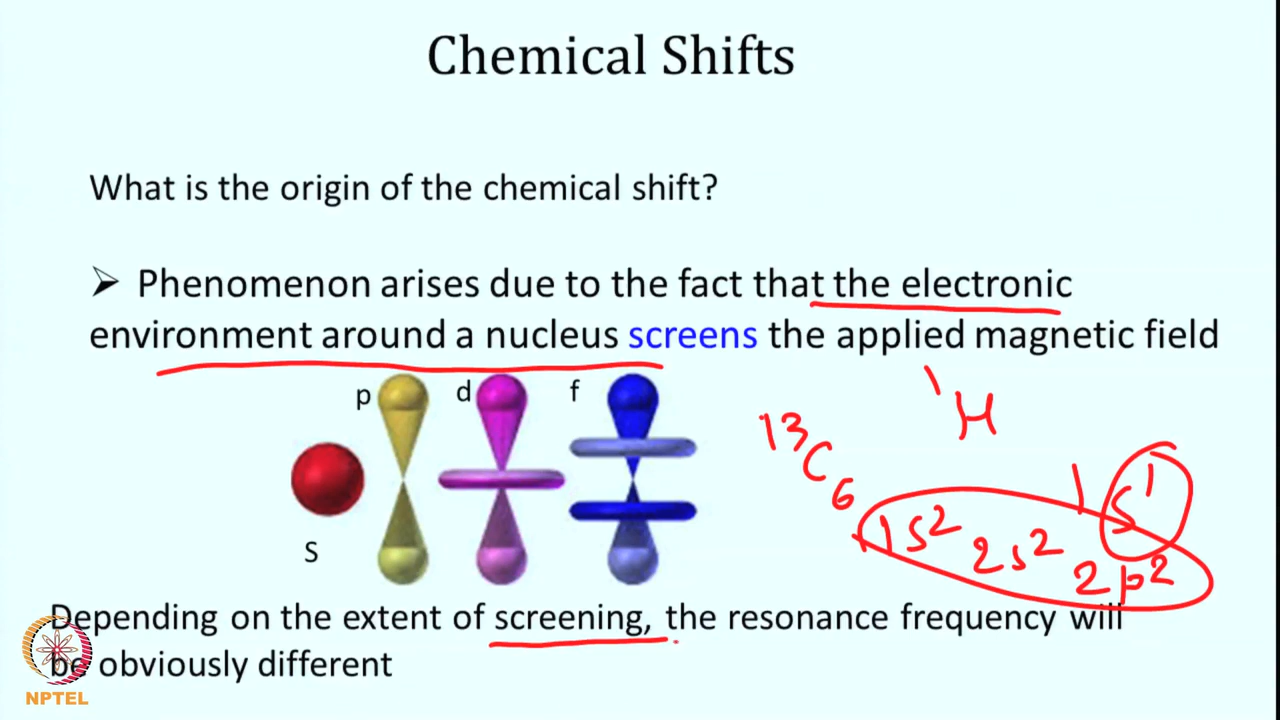 Chemical Shifts
What is the origin of the chemical shift?
➢ Phenomenon arises due to the fact that the electronic
environment around a nucleus screens the applied magnetic field
p d f
S
¹H
¹³C₆
1s¹
1s² 2s² 2p²
Depending on the extent of screening, the resonance frequency will
be obviously different
NPTEL